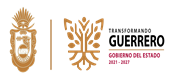 TRANSFORMANDO
GUERRERO
GOBIERNO DEL ESTADO
2021 - 2027